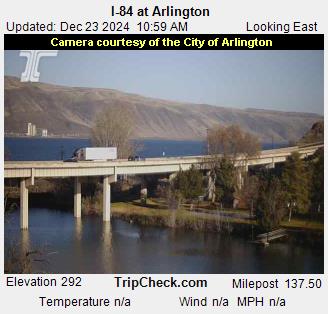 I-84 at Arlington
Updated: Dec 23 2024 10:59 AM Looking East
Camera courtesy of the City of Arlington
Elevation 292 TripCheck.com Milepost 137.50
Temperature n/a Wind n/a MPH n/a